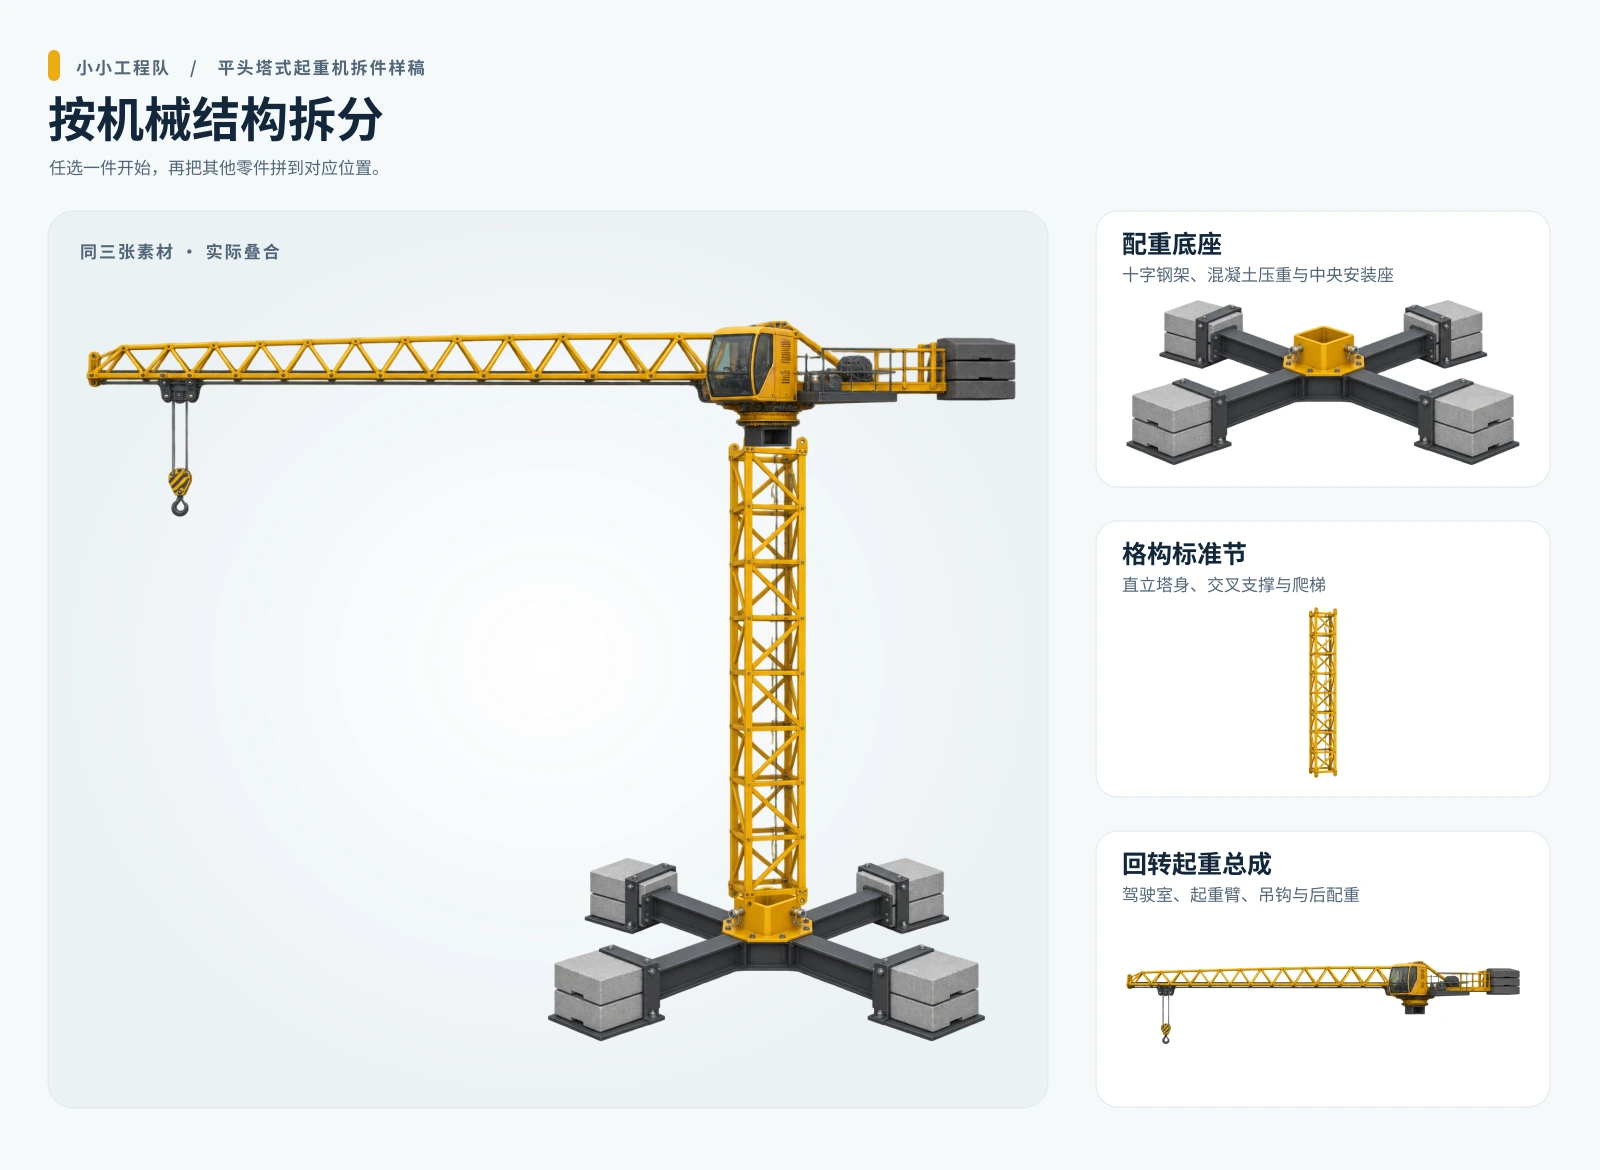 小小工程队 / 平头塔式起重机拆件样稿
按机械结构拆分
任选一件开始，再把其他零件拼到对应位置。
同三张素材 • 实际叠合
配重底座
十字钢架、混凝土压重与中央安装座
格构标准节
直立塔身、交叉支撑与爬梯
回转起重总成
驾驶室、起重臂、吊钩与后配重